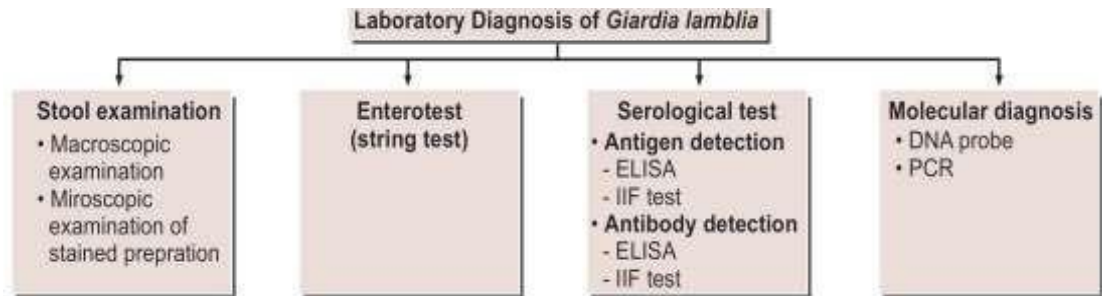 Laboratory Diagnosis of Giardia lamblia
Stool examination
• Macroscopic
examination
• Miroscopic
examination of
stained prepration
Enterotest
(string test)
Serological test
• Antigen detection
- ELISA
- IIF test
• Antibody detection
- ELISA
- IIF test
Molecular diagnosis
• DNA probe
• PCR